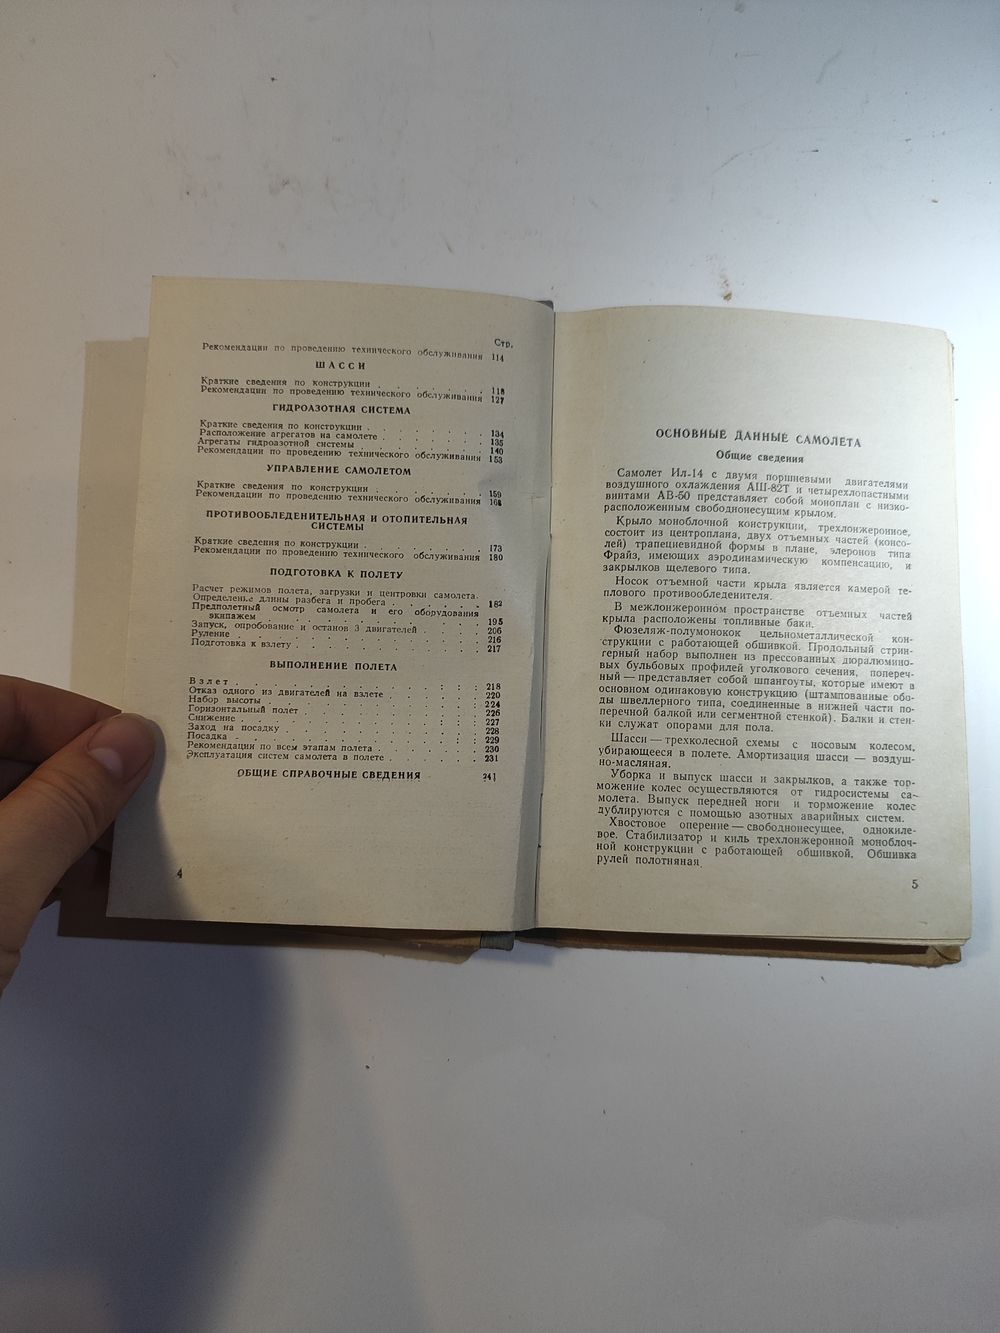 Стр.
Рекомендации по проведению технического обслуживания 114
ШАССИ
Краткие сведения по конструкции . . . . . . . 118
Рекомендации по проведению технического обслуживания 127
ГИДРОАЗОТНАЯ СИСТЕМА
Краткие сведения по конструкции . . . . . . . 134
Расположение агрегатов на самолете . . . . . . 135
Агрегаты гидроазотной системы . . . . . . . 140
Рекомендации по проведению технического обслуживания 153
УПРАВЛЕНИЕ САМОЛЕТОМ
Краткие сведения по конструкции . . . . . . . 159
Рекомендации по проведению технического обслуживания
ПРОТИВООБЛЕДЕНИТЕЛЬНАЯ И ОТОПИТЕЛЬНАЯ
СИСТЕМЫ
Краткие сведения по конструкции . . . . . . . 173
Рекомендации по проведению технического обслуживания 180
ПОДГОТОВКА К ПОЛЕТУ
Расчет режимов полета, загрузки и центровки самолета.
Определение длины разбега и пробега . . . . . 182
Предполетный осмотр самолета и его оборудования
экипажем . . . . . . . . . 195
Запуск, опробование и останов двигателей . . . . 206
Руление . . . . . . . . . . 216
Подготовка к взлету . . . . . . . . 217
ВЫПОЛНЕНИЕ ПОЛЕТА
Взлет . . . . . . . . . . 218
Отказ одного из двигателей на взлете . . . . . 220
Набор высоты . . . . . . . . . 224
Горизонтальный полет . . . . . . . . 226
Снижение . . . . . . . . . . 227
Заход на посадку . . . . . . . . . 228
Посадка . . . . . . . . . . 229
Рекомендации по всем этапам полета . . . . . 230
Эксплуатация систем самолета в полете . . . . . 231
ОБЩИЕ СПРАВОЧНЫЕ СВЕДЕНИЯ 241
4
ОСНОВНЫЕ ДАННЫЕ САМОЛЕТА
Общие сведения
Самолет Ил-14 с двумя поршневыми двигателями
воздушного охлаждения АШ-82Т и четырехлопастными
винтами АВ-50 представляет собой моноплан с низко-
расположенным свободнонесущим крылом.
Крыло моноблочной конструкции, трехлонжеронное,
состоит из центроплана, двух отъемных частей (консо-
лей) трапециевидной формы в плане, элеронов типа
Фрайз, имеющих аэродинамическую компенсацию, и
закрылков щелевого типа.
Носок отъемной части крыла является камерой те-
плового противообледенителя.
В межлонжеронном пространстве отъемных частей
крыла расположены топливные баки.
Фюзеляж-полумонокок цельнометаллической кон-
струкции с работающей обшивкой. Продольный стрин-
герный набор выполнен из прессованных дюралюмино-
вых бульбовых профилей уголкового сечения, попереч-
ный — представляет собой шпангоуты, которые имеют в
основном одинаковую конструкцию (штампованные обо-
ды швеллерного типа, соединенные в нижней части по-
перечной балкой или сегментной стенкой). Балки и стен-
ки служат опорами для пола.
Шасси — трехколесной схемы с носовым колесом,
убирающееся в полете. Амортизация шасси — воздуш-
но-масляная.
Уборка и выпуск шасси и закрылков, а также тор-
можение колес осуществляются от гидросистемы са-
молета. Выпуск передней ноги и торможение колес
дублируются с помощью азотных аварийных систем.
Хвостовое оперение — свободнонесущее, однокиле-
вое. Стабилизатор и киль трехлонжеронной моноблоч-
ной конструкции с работающей обшивкой. Обшивка
рулей полотняная.
5